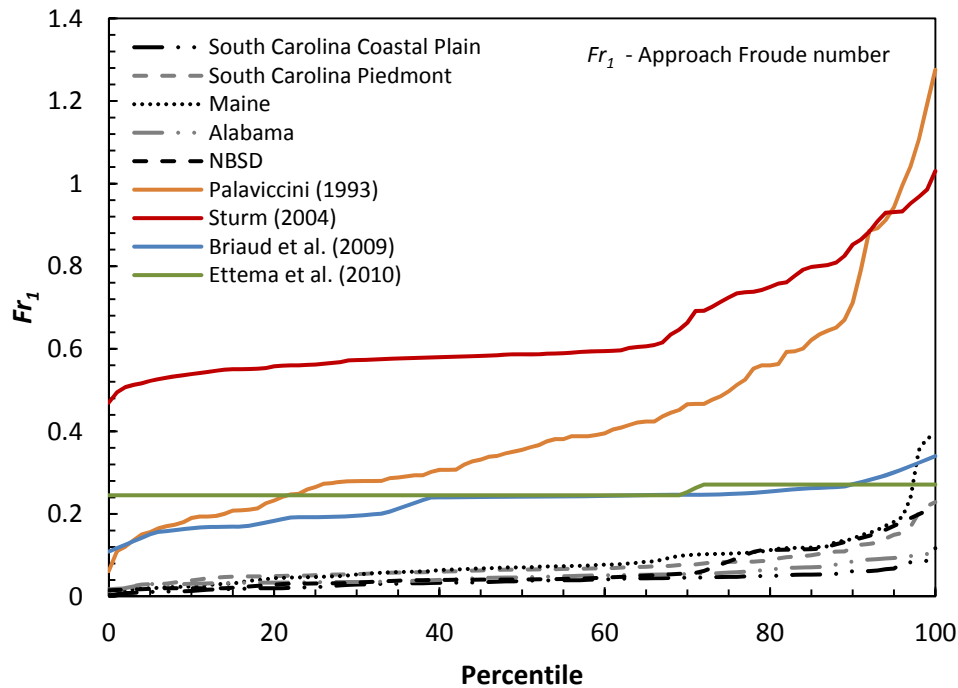 1.4
1.2
1
0.8
0.6
0.4
0.2
0
Fr1
South Carolina Coastal Plain
South Carolina Piedmont
Maine
Alabama
NBSD
Palaviccini (1993)
Sturm (2004)
Briaud et al. (2009)
Ettema et al. (2010)
Fr1 - Approach Froude number
0 20 40 60 80 100
Percentile